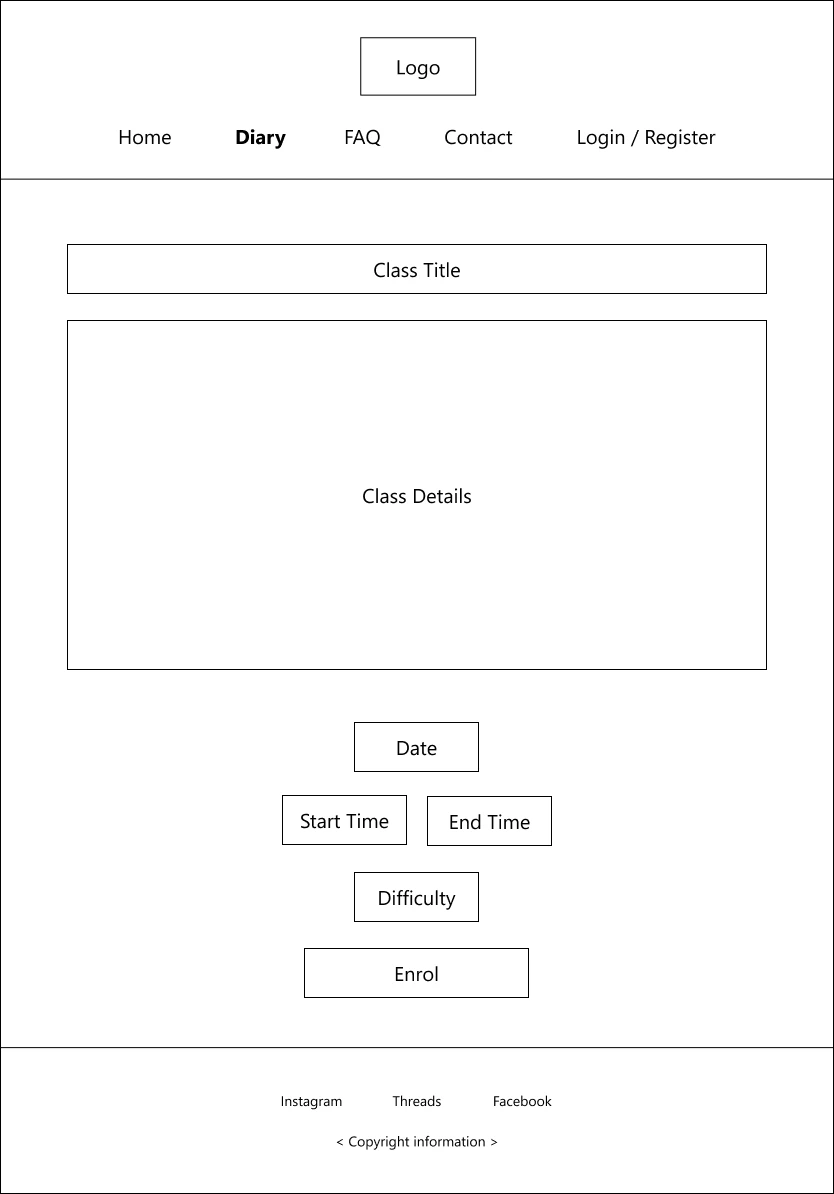 Logo
Home Diary FAQ Contact Login / Register
Class Title
Class Details
Date
Start Time End Time
Difficulty
Enrol
Instagram Threads Facebook
< Copyright information >